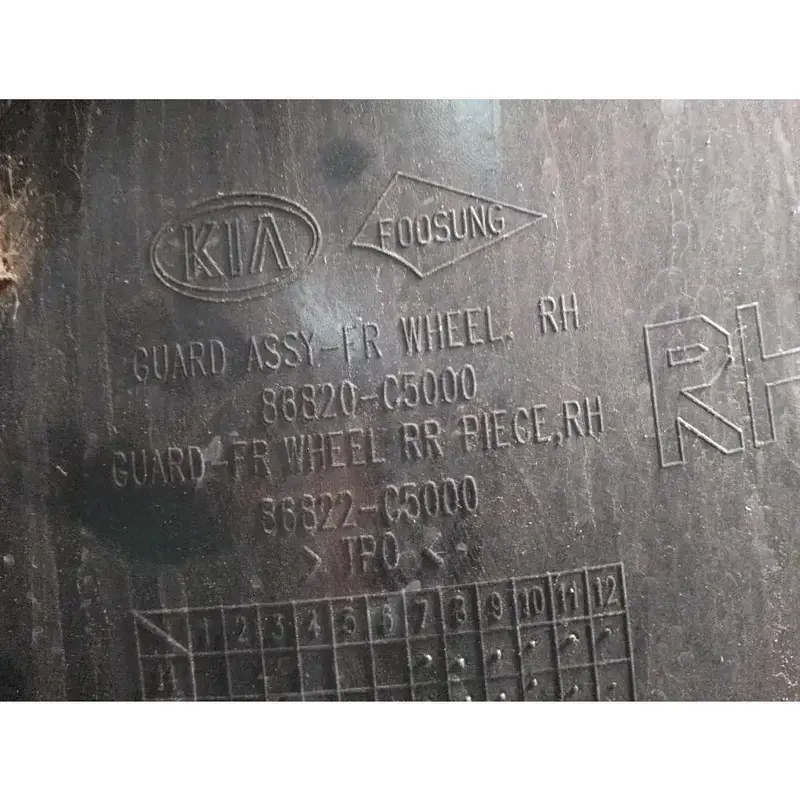 KIA FOOSUNG
GUARD ASSY-FR WHEEL, RH
86820-C5000
GUARD-FR WHEEL RR PIECE,RH
86822-C5000
> TPO <
RH
1 2 3 4 5 6 7 8 9 10 11 12